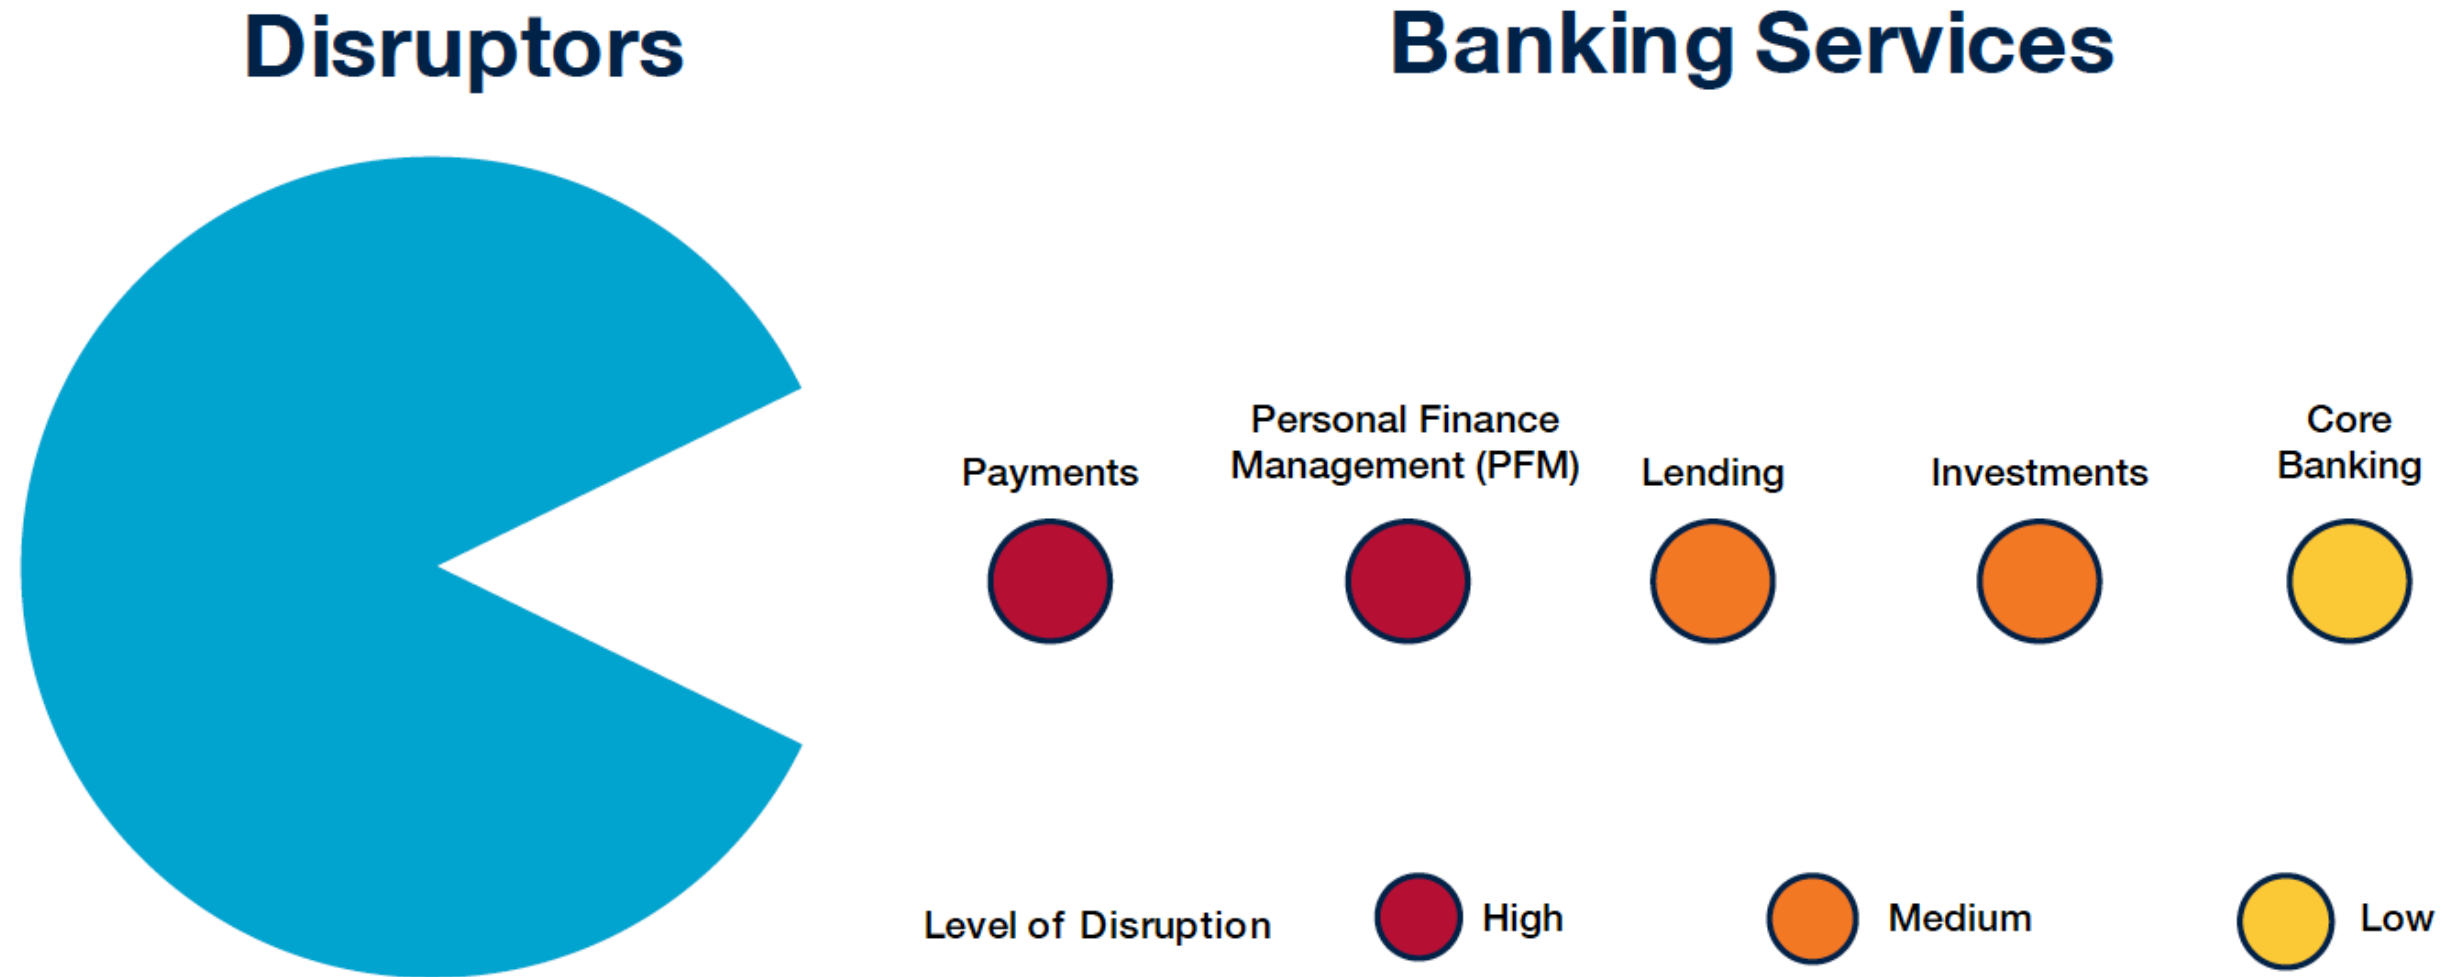 Disruptors
Banking Services
Payments
Personal Finance
Management (PFM)
Lending
Investments
Core
Banking
Level of Disruption
High
Medium
Low